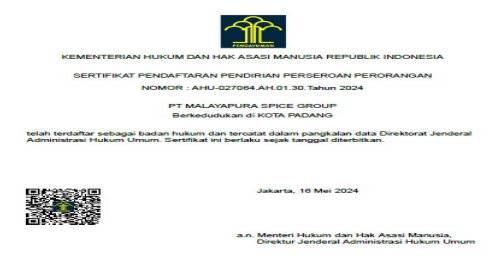 PENGAYOMAN
KEMENTERIAN HUKUM DAN HAK ASASI MANUSIA REPUBLIK INDONESIA
SERTIFIKAT PENDAFTARAN PENDIRIAN PERSEROAN PERORANGAN
NOMOR : AHU-027064.AH.01.30.Tahun 2024
PT MALAYAPURA SPICE GROUP
Berkedudukan di KOTA PADANG
telah terdaftar sebagai badan hukum dan tercatat dalam pangkalan data Direktorat Jenderal
Administrasi Hukum Umum. Sertifikat ini berlaku sejak tanggal diterbitkan.
Jakarta, 16 Mei 2024
a.n. Menteri Hukum dan Hak Asasi Manusia,
Direktur Jenderal Administrasi Hukum Umum